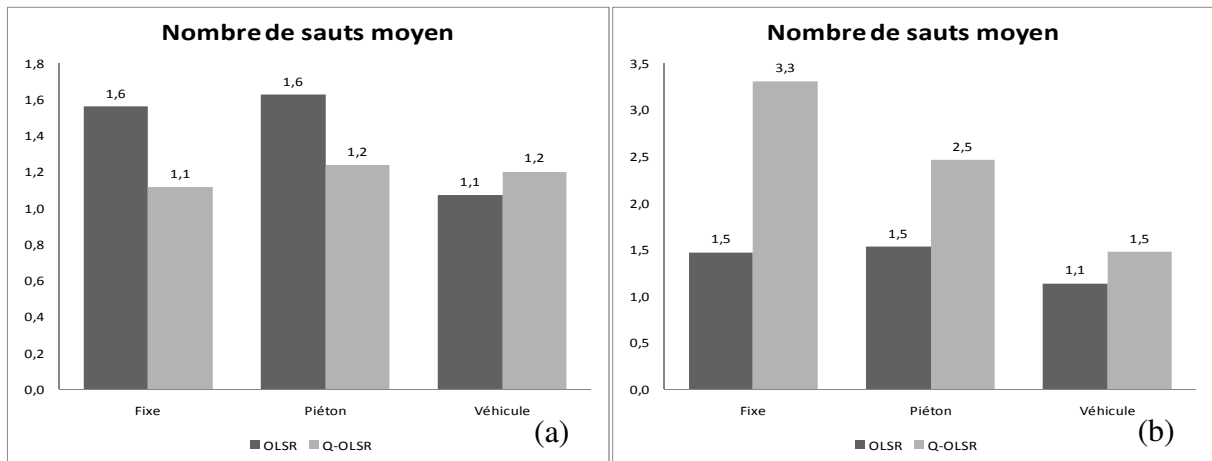 Nombre de sauts moyen
1,8
1,6
1,4
1,2
1,0
0,8
0,6
0,4
0,2
0,0
1,6
1,1
1,6
1,2
1,1
1,2
Fixe
Piéton
Véhicule
OLSR
Q-OLSR
(a)
Nombre de sauts moyen
3,5
3,0
2,5
2,0
1,5
1,0
0,5
0,0
1,5
3,3
1,5
2,5
1,1
1,5
Fixe
Piéton
Véhicule
OLSR
Q-OLSR
(b)